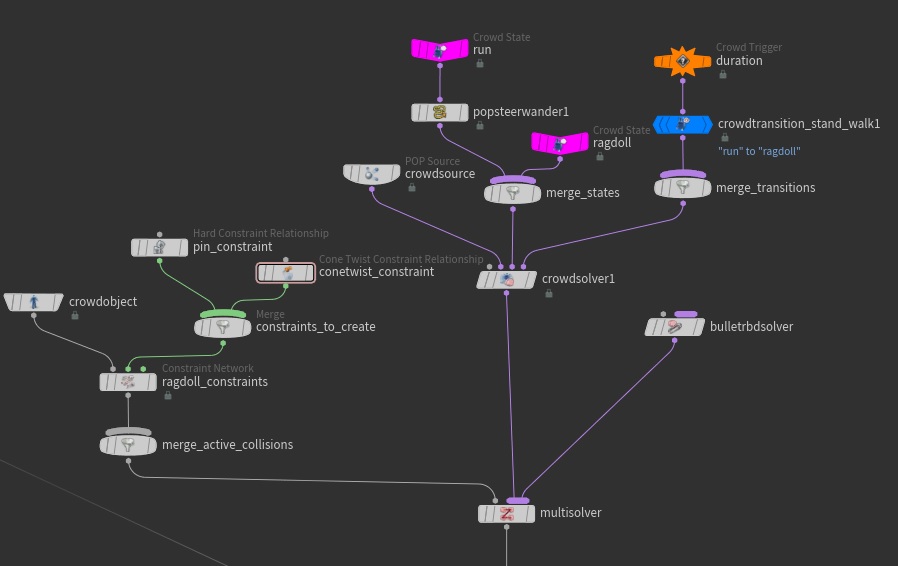 Crowd State
run
Crowd Trigger
duration
popsteerwander1
crowdtransition_stand_walk1
"run" to "ragdoll"
Crowd State
ragdoll
POP Source
crowdsource
merge_states
merge_transitions
Hard Constraint Relationship
pin_constraint
Cone Twist Constraint Relationship
conetwist_constraint
crowdsolver1
crowdobject
Merge
constraints_to_create
bulletrbdsolver
Constraint Network
ragdoll_constraints
merge_active_collisions
multisolver